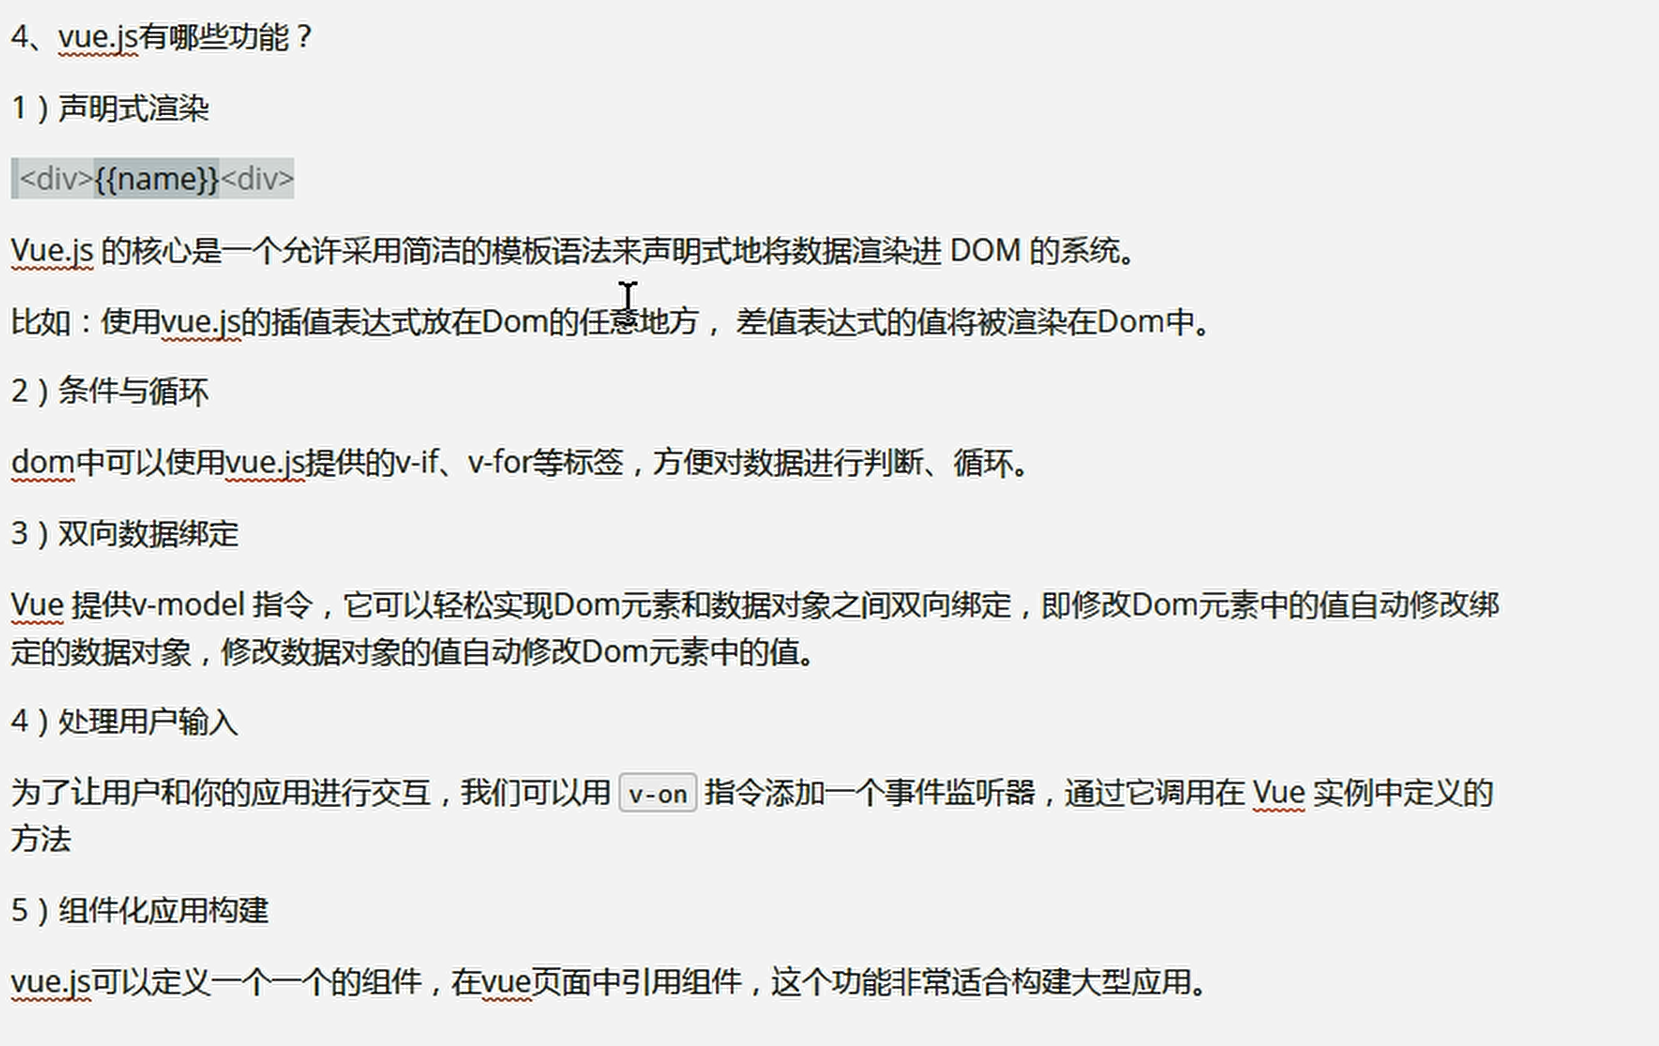 4、vue.js有哪些功能？
1）声明式渲染
<div>{{name}}<div>
Vue.js 的核心是一个允许采用简洁的模板语法来声明式地将数据渲染进 DOM 的系统。
比如：使用vue.js的插值表达式放在Dom的任意地方， 差值表达式的值将被渲染在Dom中。
2）条件与循环
dom中可以使用vue.js提供的v-if、v-for等标签，方便对数据进行判断、循环。
3）双向数据绑定
Vue 提供v-model 指令，它可以轻松实现Dom元素和数据对象之间双向绑定，即修改Dom元素中的值自动修改绑
定的数据对象，修改数据对象的值自动修改Dom元素中的值。
4）处理用户输入
为了让用户和你的应用进行交互，我们可以用 v-on 指令添加一个事件监听器，通过它调用在 Vue 实例中定义的
方法
5）组件化应用构建
vue.js可以定义一个一个的组件，在vue页面中引用组件，这个功能非常适合构建大型应用。